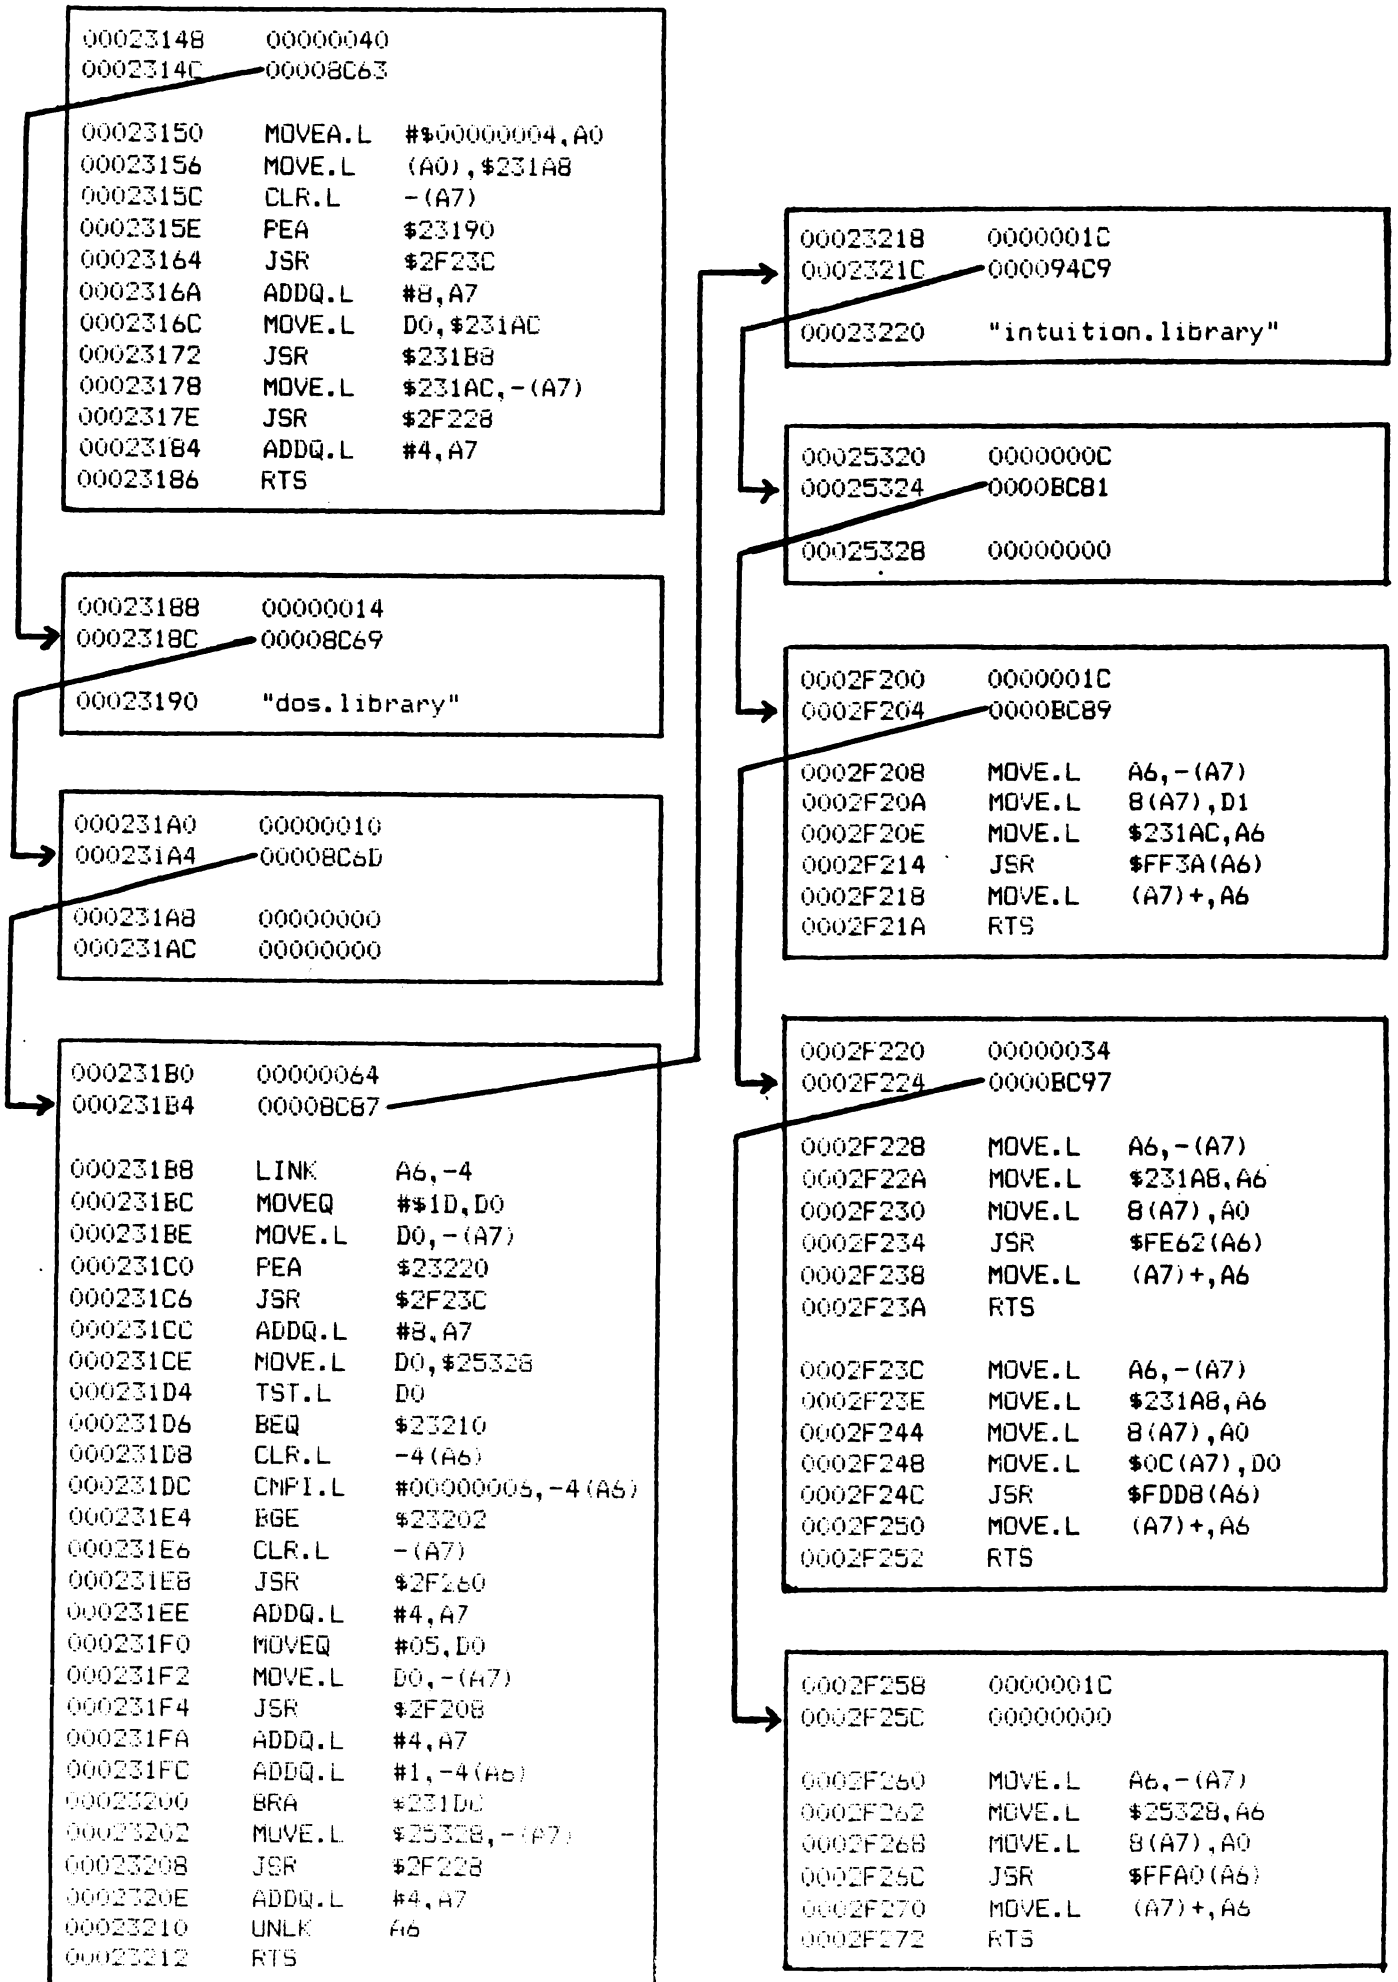 00023148 00000040
0002314C 00008C63
00023150 MOVEA.L #$00000004,A0
00023156 MOVE.L (A0),$231A8
0002315C CLR.L -(A7)
0002315E PEA $23190
00023164 JSR $2F23C
0002316A ADDQ.L #8,A7
0002316C MOVE.L D0,$231AC
00023172 JSR $231B8
00023178 MOVE.L $231AC,-(A7)
0002317E JSR $2F228
00023184 ADDQ.L #4,A7
00023186 RTS
00023188 00000014
0002318C 00008C69
00023190 "dos.library"
000231A0 00000010
000231A4 00008C6D
000231A8 00000000
000231AC 00000000
000231B0 00000064
000231B4 00008C87
000231B8 LINK A6,-4
000231BC MOVEQ #$1D,D0
000231BE MOVE.L D0,-(A7)
000231C0 PEA $23220
000231C6 JSR $2F23C
000231CC ADDQ.L #8,A7
000231CE MOVE.L D0,$25328
000231D4 TST.L D0
000231D6 BEQ $23210
000231D8 CLR.L -4(A6)
000231DC CMPI.L #00000006,-4(A6)
000231E4 BGE $23202
000231E6 CLR.L -(A7)
000231E8 JSR $2F260
000231EE ADDQ.L #4,A7
000231F0 MOVEQ #05,D0
000231F2 MOVE.L D0,-(A7)
000231F4 JSR $2F208
000231FA ADDQ.L #4,A7
000231FC ADDQ.L #1,-4(A6)
00023200 BRA $231DC
00023202 MOVE.L $25328,-(A7)
00023208 JSR $2F228
0002320E ADDQ.L #4,A7
00023210 UNLK A6
00023212 RTS
00023218 0000001C
0002321C 000094C9
00023220 "intuition.library"
00025320 0000000C
00025324 0000BC81
00025328 00000000
0002F200 0000001C
0002F204 0000BC89
0002F208 MOVE.L A6,-(A7)
0002F20A MOVE.L 8(A7),D1
0002F20E MOVE.L $231AC,A6
0002F214 JSR $FF3A(A6)
0002F218 MOVE.L (A7)+,A6
0002F21A RTS
0002F220 00000034
0002F224 0000BC97
0002F228 MOVE.L A6,-(A7)
0002F22A MOVE.L $231A8,A6
0002F230 MOVE.L 8(A7),A0
0002F234 JSR $FE62(A6)
0002F238 MOVE.L (A7)+,A6
0002F23A RTS
0002F23C MOVE.L A6,-(A7)
0002F23E MOVE.L $231A8,A6
0002F244 MOVE.L 8(A7),A0
0002F248 MOVE.L $0C(A7),D0
0002F24C JSR $FDD8(A6)
0002F250 MOVE.L (A7)+,A6
0002F252 RTS
0002F258 0000001C
0002F25C 00000000
0002F260 MOVE.L A6,-(A7)
0002F262 MOVE.L $25328,A6
0002F268 MOVE.L 8(A7),A0
0002F26C JSR $FFA0(A6)
0002F270 MOVE.L (A7)+,A6
0002F272 RTS